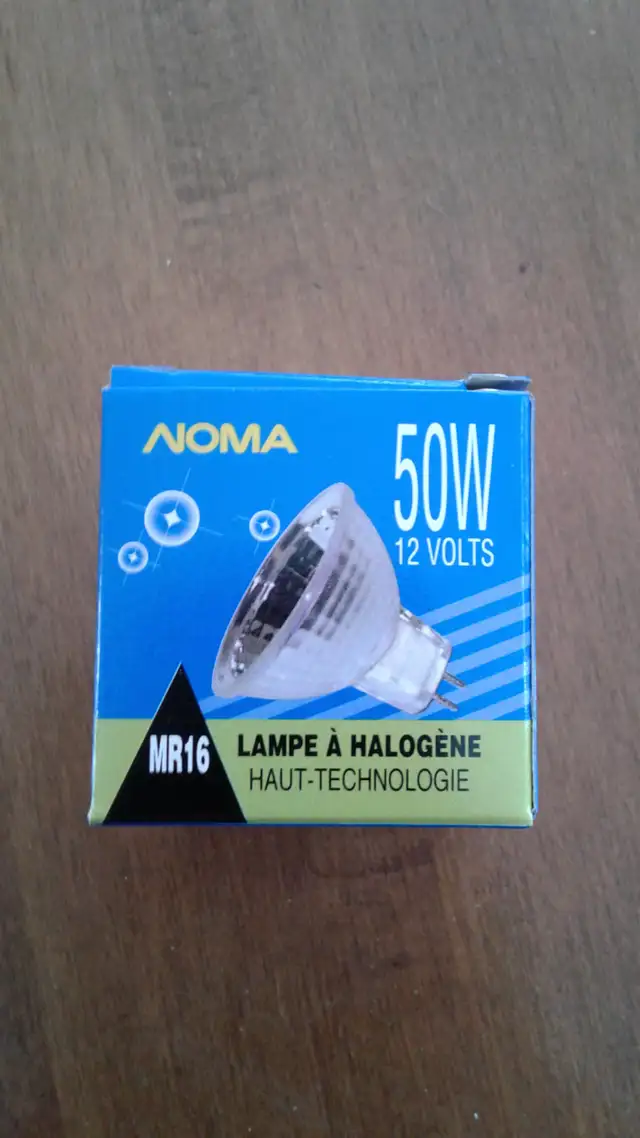 NOMA
50W
12 VOLTS
MR16
LAMPE À HALOGÈNE
HAUT-TECHNOLOGIE